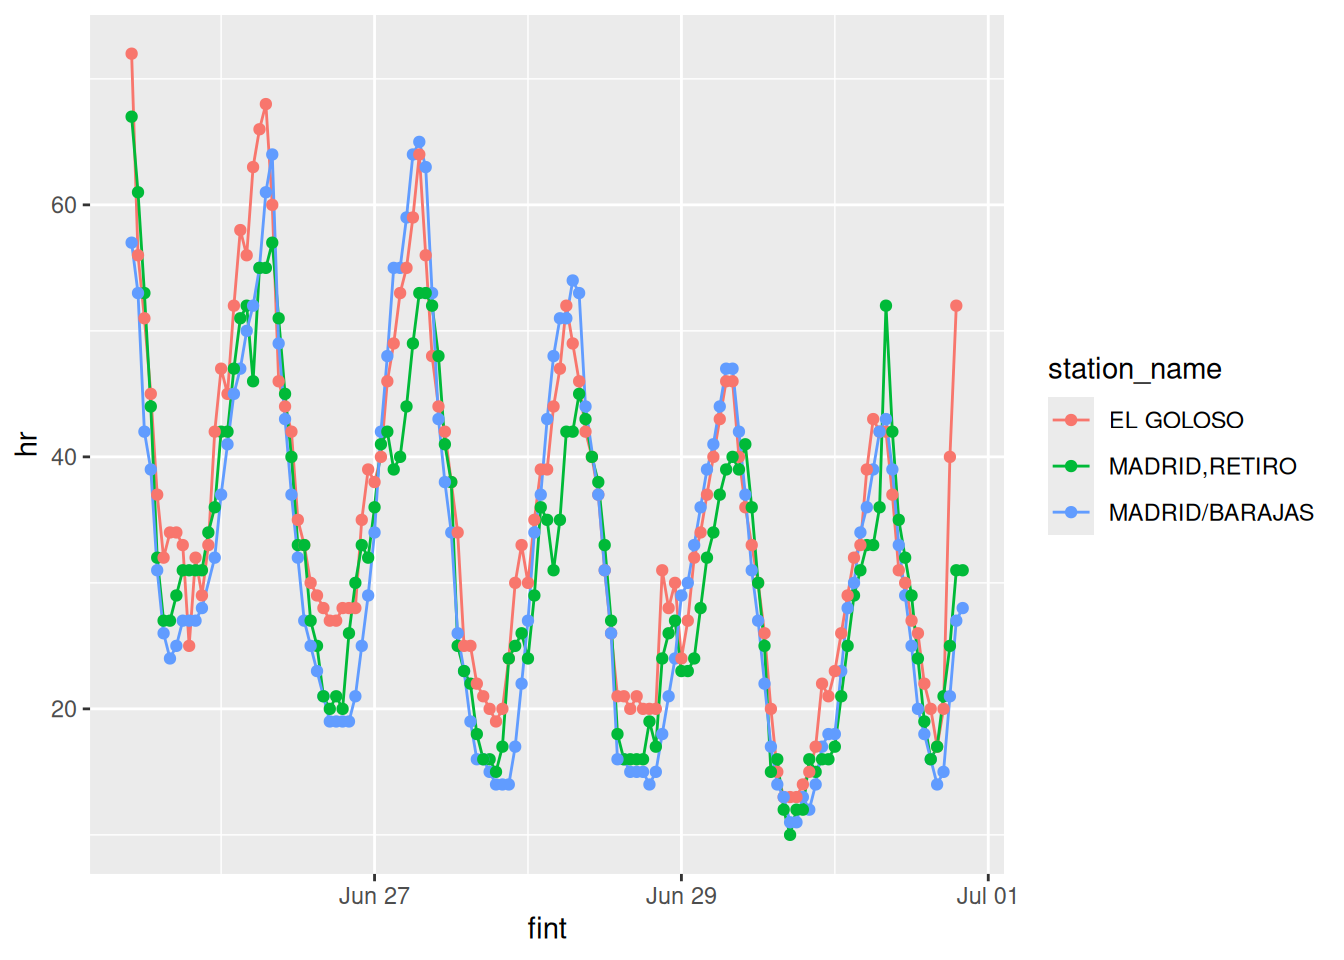 hr
60
40
20
Jun 27
Jun 29
Jul 01
fint
station_name
EL GOLOSO
MADRID,RETIRO
MADRID/BARAJAS